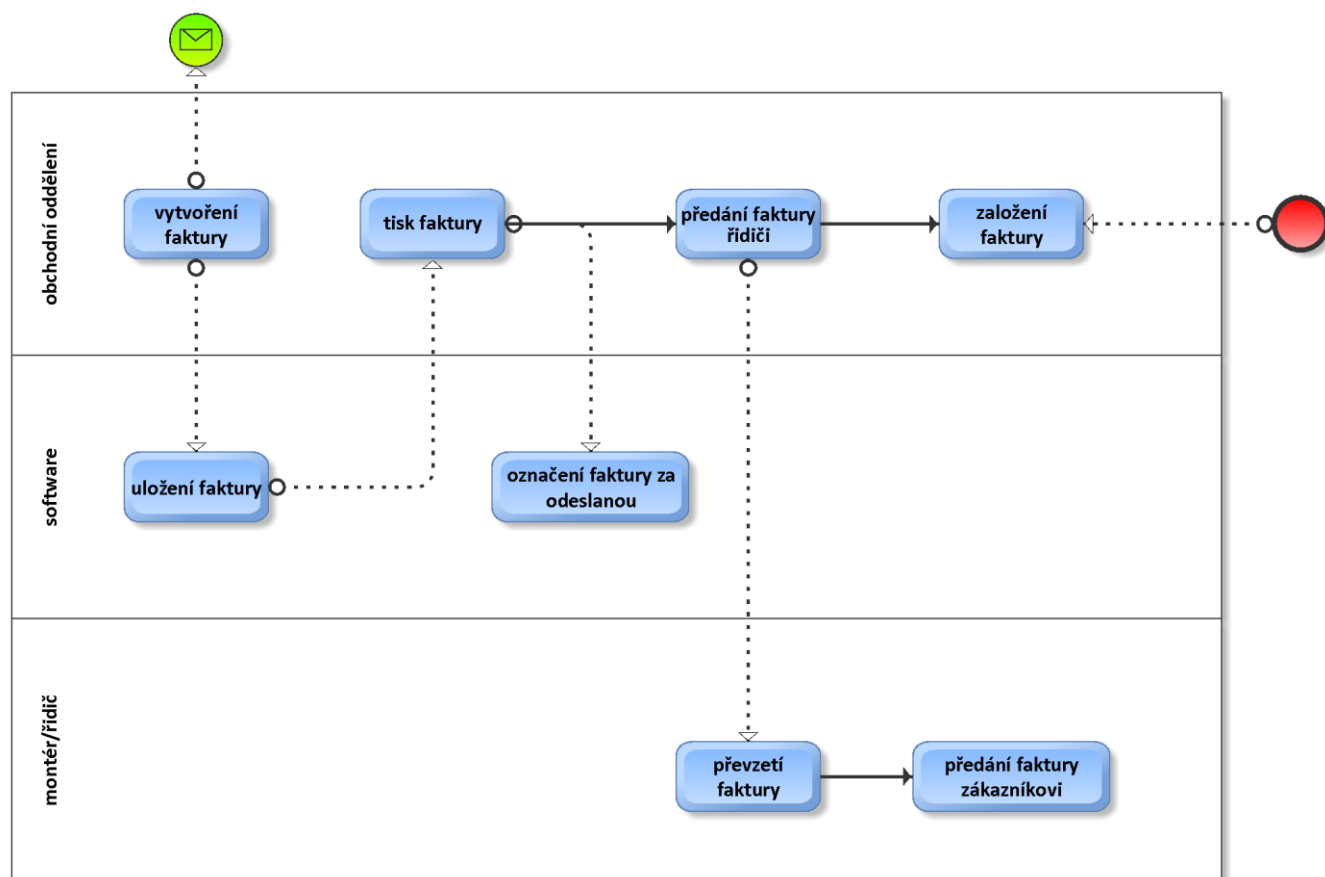 obchodní oddělení
vytvoření
faktury
tisk faktury
předání faktury
řidiči
založení
faktury
software
uložení faktury
označení faktury za
odeslanou
montér/řidič
převzetí
faktury
předání faktury
zákazníkovi